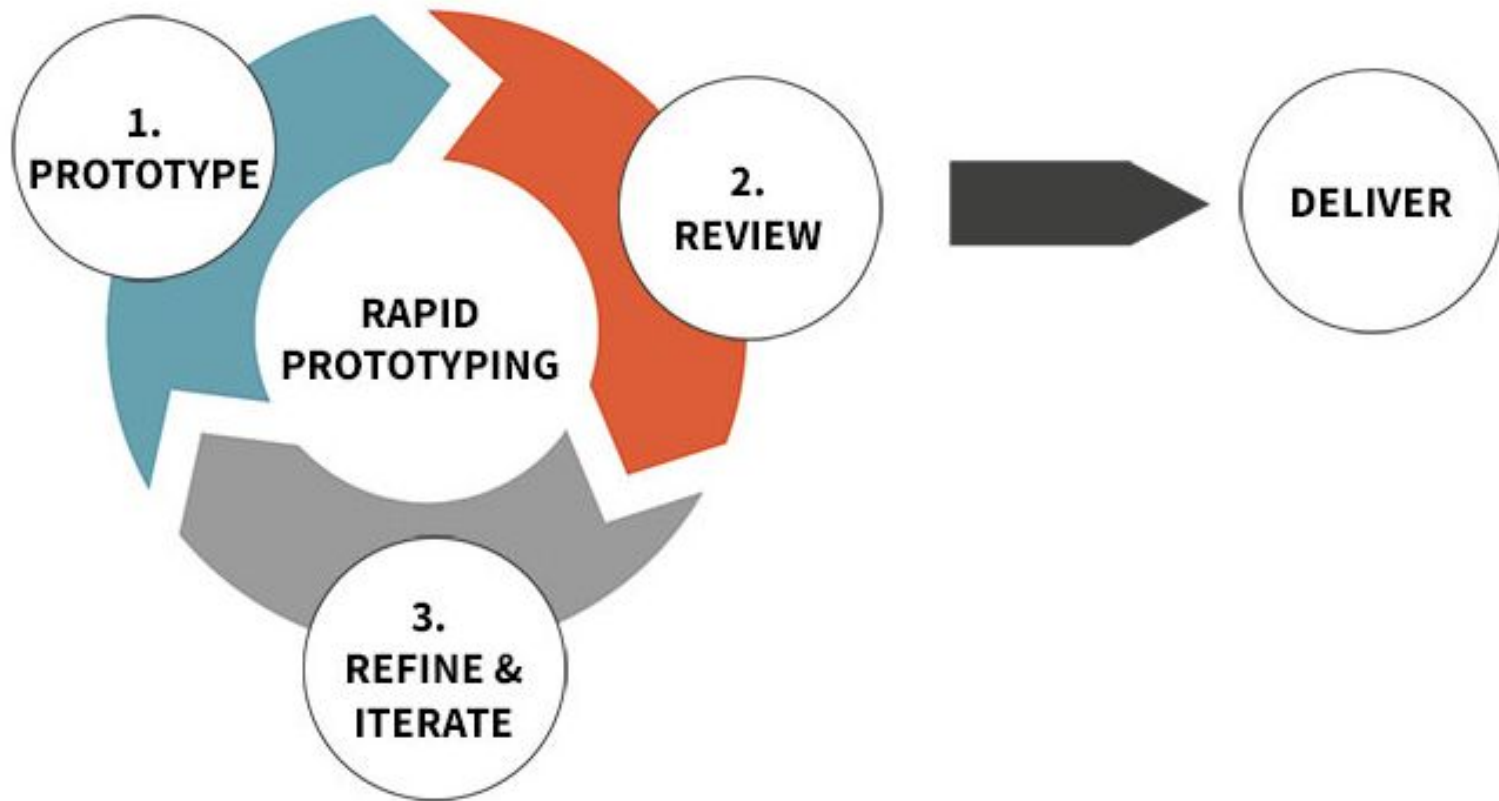 1.
PROTOTYPE
2.
REVIEW
DELIVER
RAPID
PROTOTYPING
3.
REFINE &
ITERATE